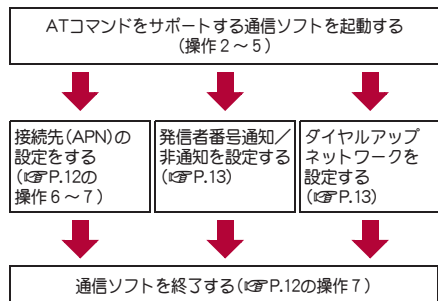 ATコマンドをサポートする通信ソフトを起動する
(操作2～5)
接続先(APN)の
設定をする
(☞P.12の
操作6～7)
発信者番号通知／
非通知を設定する
(☞P.13)
ダイヤルアップ
ネットワークを
設定する
(☞P.13)
通信ソフトを終了する(☞P.12の操作7)